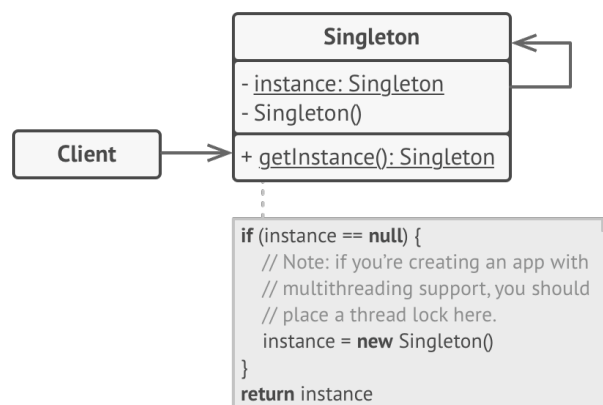 Singleton
- instance: Singleton
- Singleton()
Client
+ getInstance(): Singleton
if (instance == null) {
// Note: if you’re creating an app with
// multithreading support, you should
// place a thread lock here.
instance = new Singleton()
}
return instance